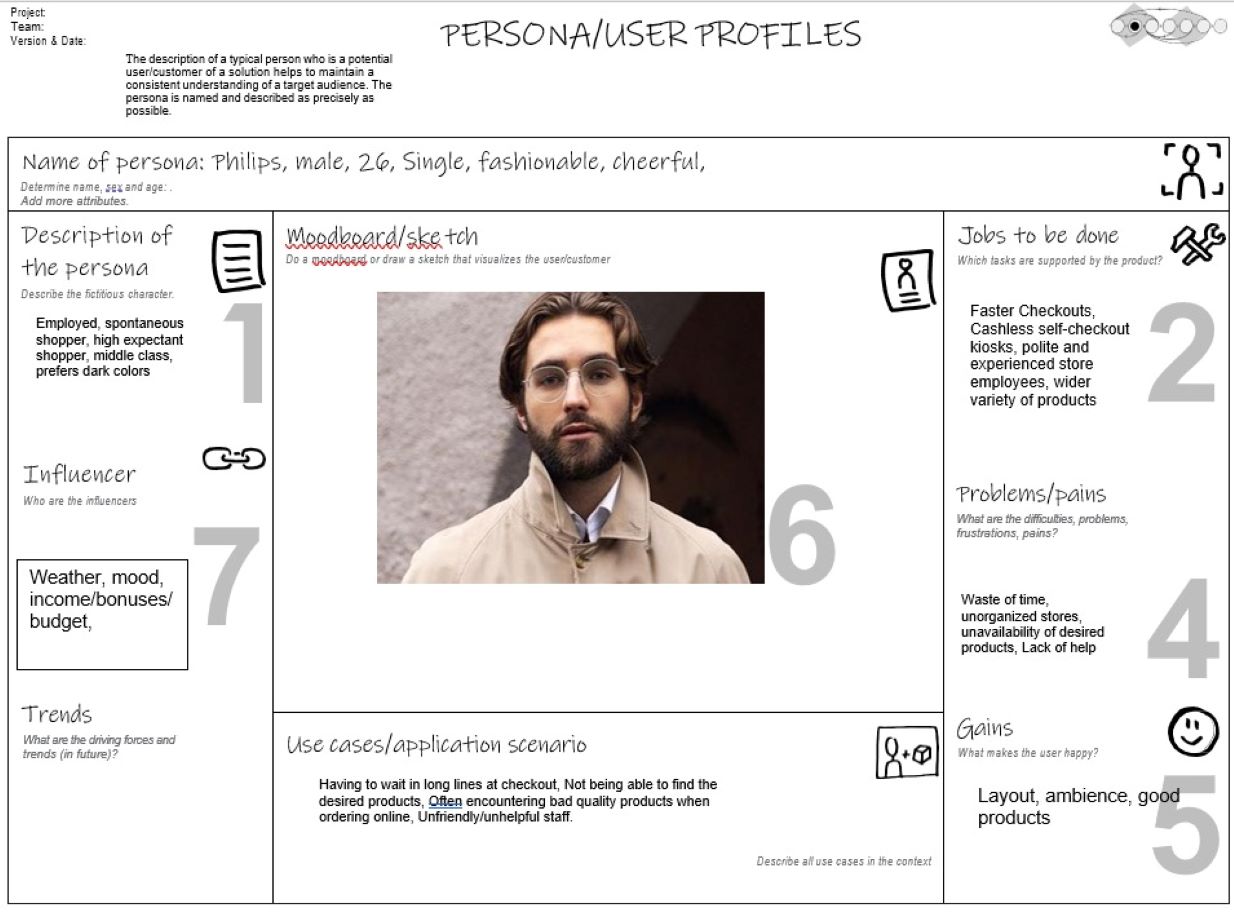 Project:
Team:
Version & Date:
PERSONA/USER PROFILES
The description of a typical person who is a potential
user/customer of a solution helps to maintain a
consistent understanding of a target audience. The
persona is named and described as precisely as
possible.
Name of persona: Philips, male, 26, Single, fashionable, cheerful,
Determine name, sex and age: .
Add more attributes.
Description of
the persona
Describe the fictitious character.
1
Employed, spontaneous
shopper, high expectant
shopper, middle class,
prefers dark colors
Influencer
Who are the influencers
7
Weather, mood,
income/bonuses/
budget,
Trends
What are the driving forces and
trends (in future)?
Moodboard/sketch
Do a moodboard or draw a sketch that visualizes the user/customer
6
Use cases/application scenario
Having to wait in long lines at checkout, Not being able to find the
desired products, Often encountering bad quality products when
ordering online, Unfriendly/unhelpful staff.
Describe all use cases in the context
Jobs to be done
Which tasks are supported by the product?
Faster Checkouts,
Cashless self-checkout
kiosks, polite and
experienced store
employees, wider
variety of products
2
Problems/pains
What are the difficulties, problems,
frustrations, pains?
Waste of time,
unorganized stores,
unavailability of desired
products, Lack of help
4
Gains
What makes the user happy?
Layout, ambience, good
products
5